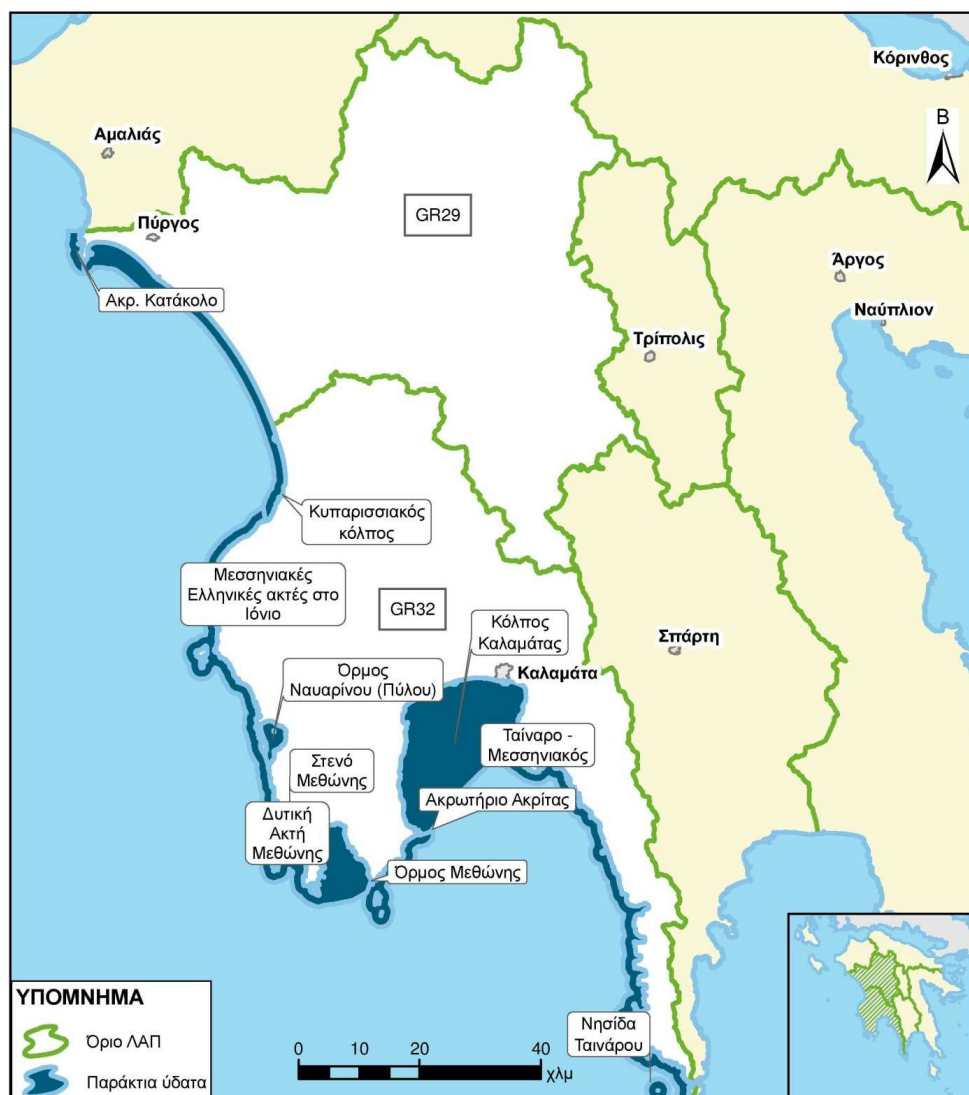 Κόρινθος
Β
Αμαλιάς
GR29
Πύργος
Άργος
Ακρ. Κατάκολο
Ναύπλιον
Τρίπολις
Κυπαρισσιακός
κόλπος
Μεσσηνιακές
Ελληνικές ακτές στο
Ιόνιο
GR32
Κόλπος
Καλαμάτας
Σπάρτη
Καλαμάτα
Όρμος
Ναυαρίνου (Πύλου)
Ταίναρο -
Μεσσηνιακός
Στενό
Μεθώνης
Ακρωτήριο Ακρίτας
Δυτική
Ακτή
Μεθώνης
Όρμος Μεθώνης
ΥΠΟΜΝΗΜΑ
Όριο ΛΑΠ
Παράκτια ύδατα
0 10 20 40
χλμ
Νησίδα
Ταινάρου